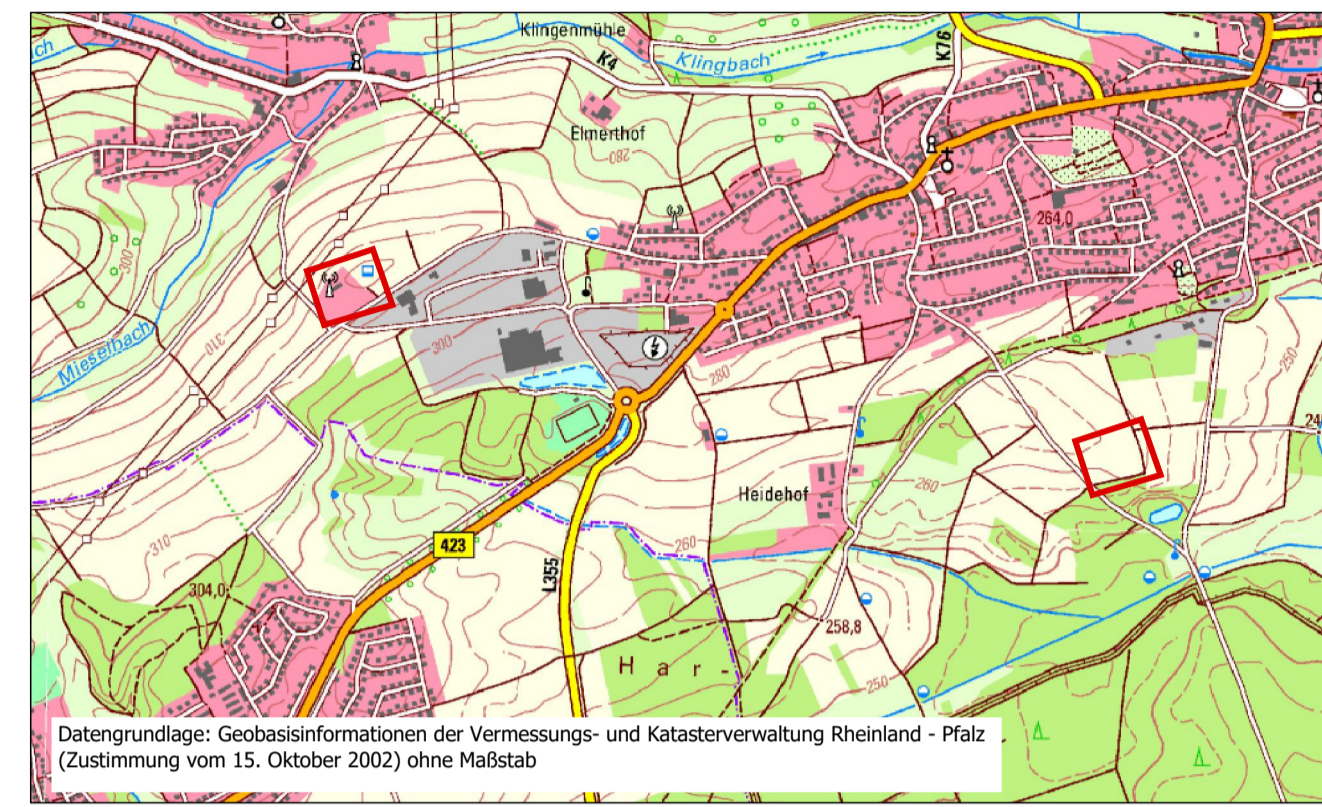 Klingenmühle
ach
K4
Klingbach
K76
Elmerthof
280
264,0
300
310
Mieselbach
300
280
260
Heidehof
260
24
423
260
310
L355
304,0
258,8
H a r -
250
Datengrundlage: Geobasisinformationen der Vermessungs- und Katasterverwaltung Rheinland - Pfalz
(Zustimmung vom 15. Oktober 2002) ohne Maßstab